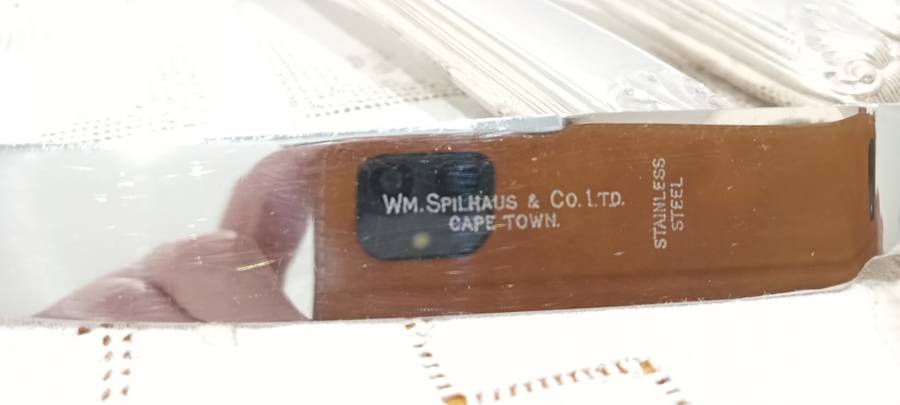 WM. SPILHAUS & CO. LTD.
CAPE TOWN.
STAINLESS
STEEL